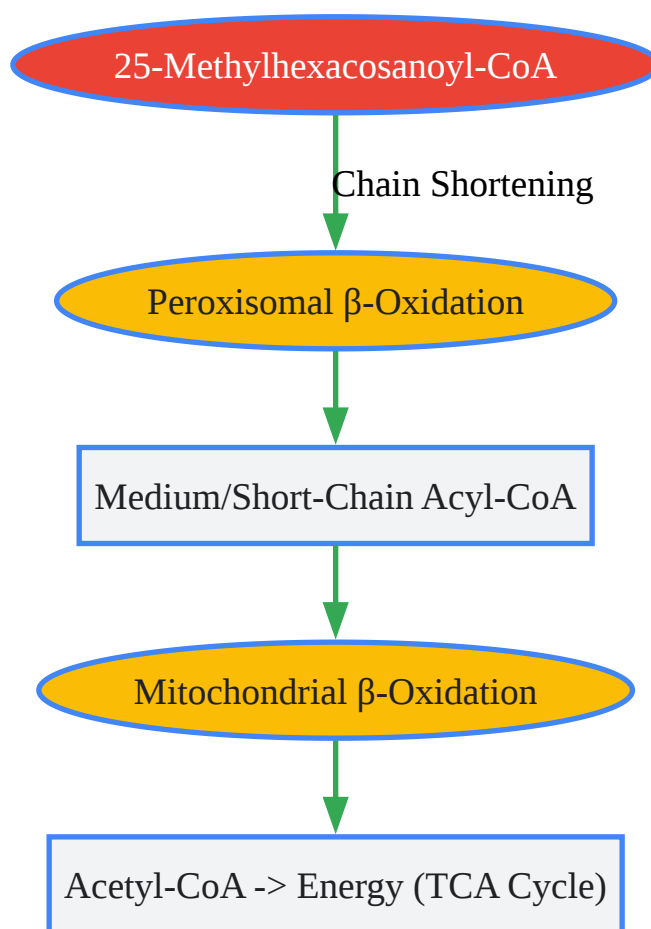 25-Methylhexacosanoyl-CoA
Chain Shortening
Peroxisomal β-Oxidation
Medium/Short-Chain Acyl-CoA
Mitochondrial β-Oxidation
Acetyl-CoA -> Energy (TCA Cycle)